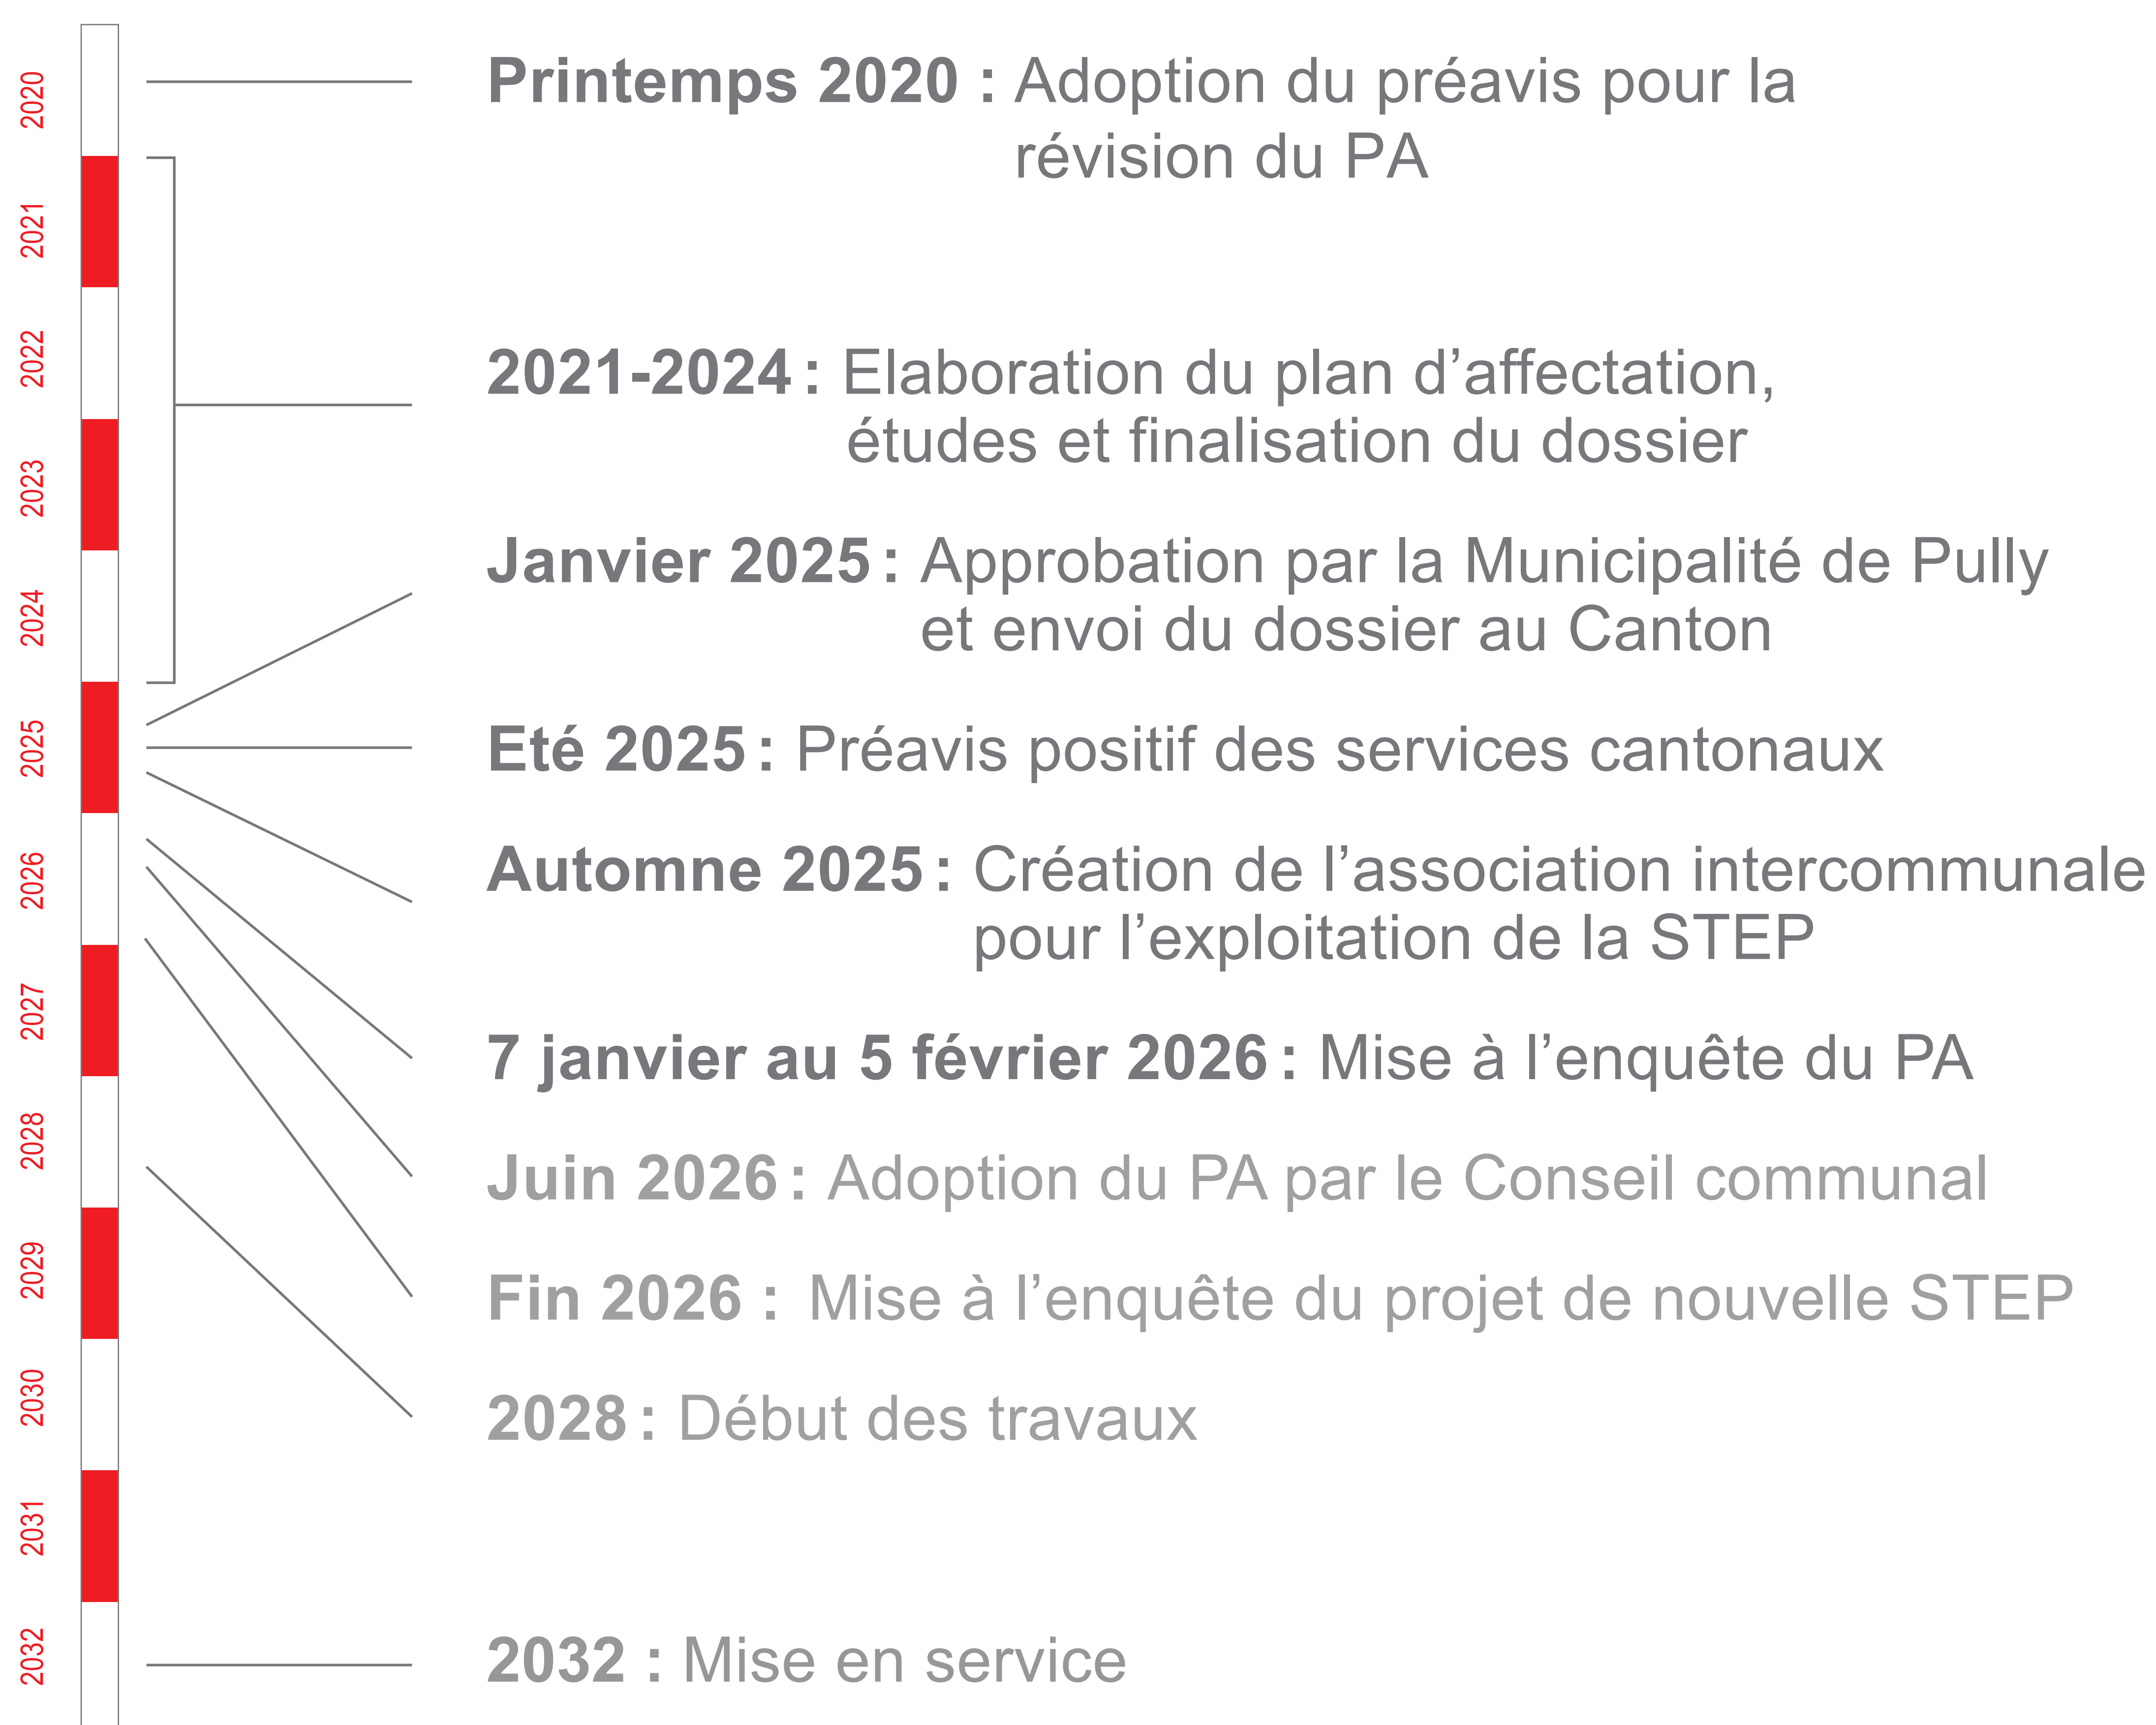 2020
2021
2022
2023
2024
2025
2026
2027
2028
2029
2030
2031
2032
Printemps 2020 : Adoption du préavis pour la
révision du PA
2021-2024 : Elaboration du plan d’affectation,
études et finalisation du dossier
Janvier 2025 : Approbation par la Municipalité de Pully
et envoi du dossier au Canton
Eté 2025 : Préavis positif des services cantonaux
Automne 2025 : Création de l’association intercommunale
pour l’exploitation de la STEP
7 janvier au 5 février 2026 : Mise à l’enquête du PA
Juin 2026 : Adoption du PA par le Conseil communal
Fin 2026 : Mise à l’enquête du projet de nouvelle STEP
2028 : Début des travaux
2032 : Mise en service